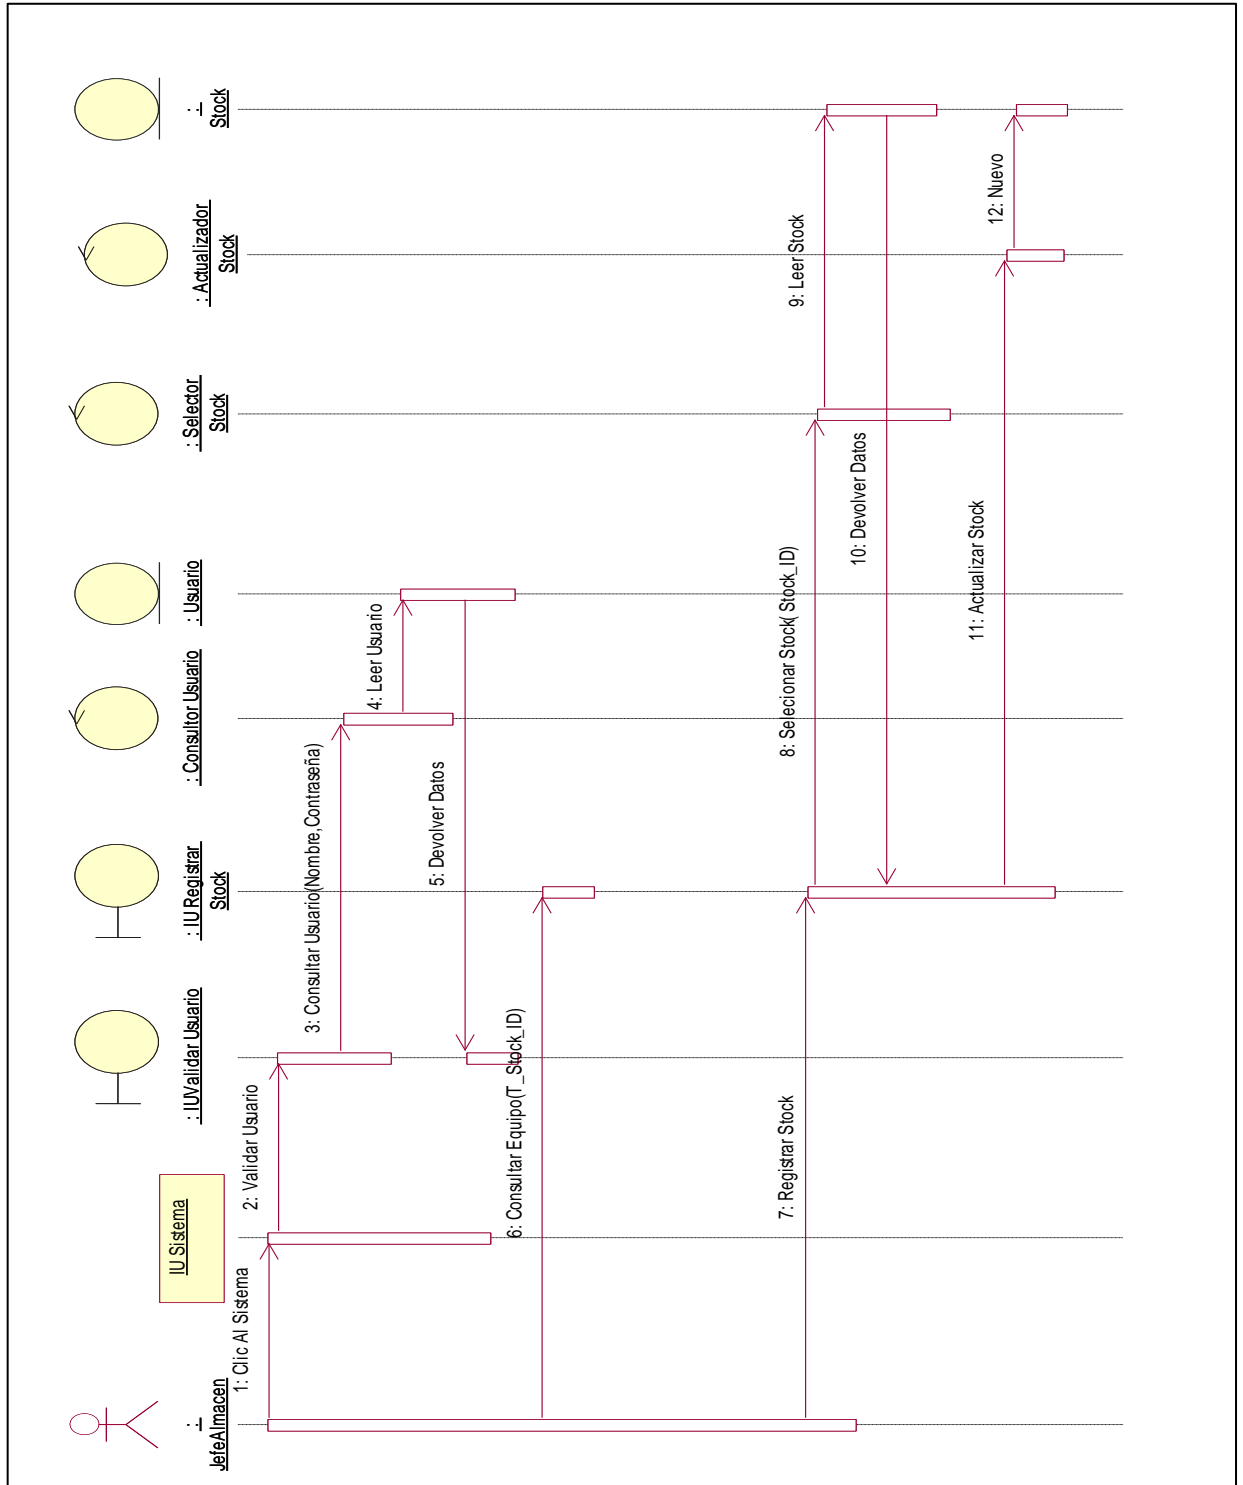 : JefeAlmacen
IU Sistema
: IUValidar Usuario
: IU Registrar
Stock
: Consultor Usuario
: Usuario
: Selector
Stock
: Actualizador
Stock
:
Stock
1: Clic Al Sistema
2: Validar Usuario
3: Consultar Usuario(Nombre,Contraseña)
4: Leer Usuario
5: Devolver Datos
6: Consultar Equipo(T_Stock_ID)
7: Registrar Stock
8: Selecionar Stock( Stock_ID)
9: Leer Stock
10: Devolver Datos
11: Actualizar Stock
12: Nuevo